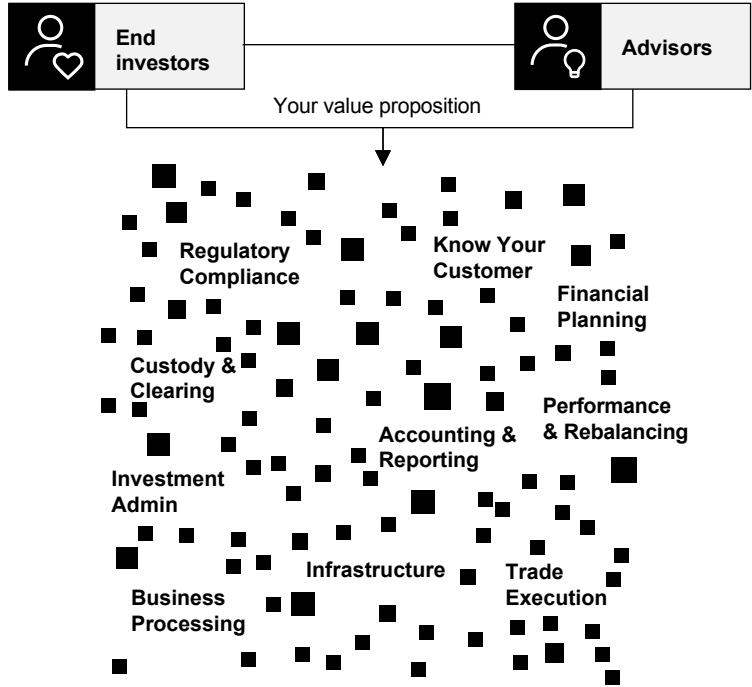 End
investors
Advisors
Your value proposition
Regulatory
Compliance
Know Your
Customer
Financial
Planning
Custody &
Clearing
Performance
& Rebalancing
Accounting &
Reporting
Investment
Admin
Infrastructure
Trade
Execution
Business
Processing